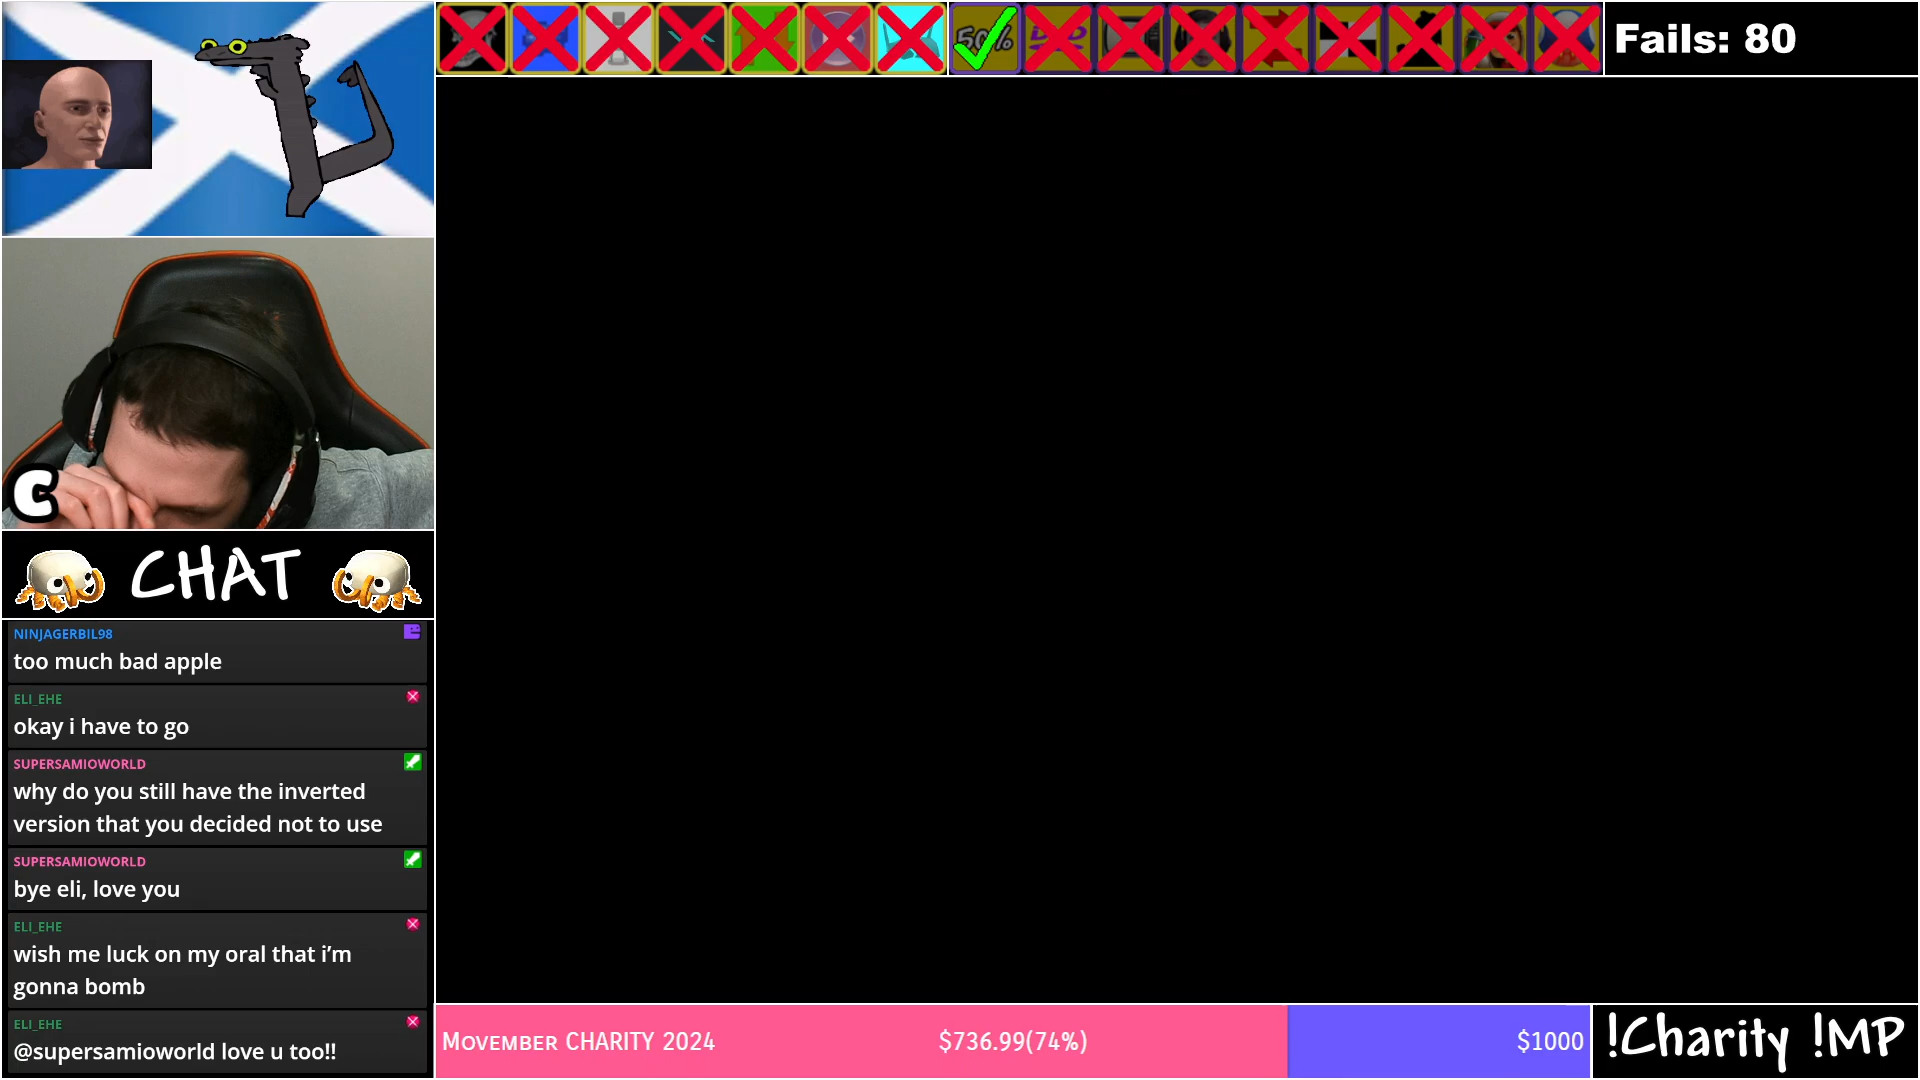 50%
DVD
Fails: 80
C
CHAT
NINJAGERBIL98
too much bad apple
ELI_EHE
okay i have to go
SUPERSAMIOWORLD
why do you still have the inverted
version that you decided not to use
SUPERSAMIOWORLD
bye eli, love you
ELI_EHE
wish me luck on my oral that i’m
gonna bomb
ELI_EHE
@supersamioworld love u too!!
MOVEMBER CHARITY 2024 $736.99(74%) $1000
!Charity !MP